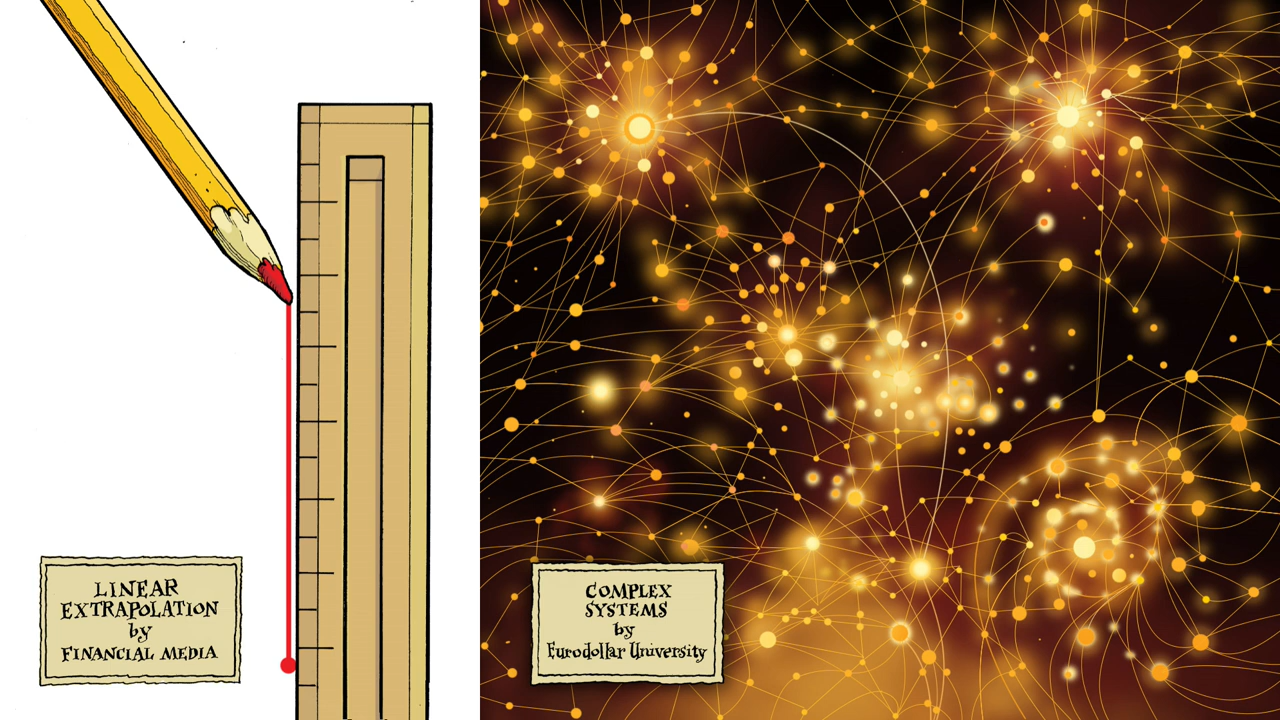 LINEAR
EXTRAPOLATION
by
FINANCIAL MEDIA
COMPLEX
SYSTEMS
by
Eurodollar University